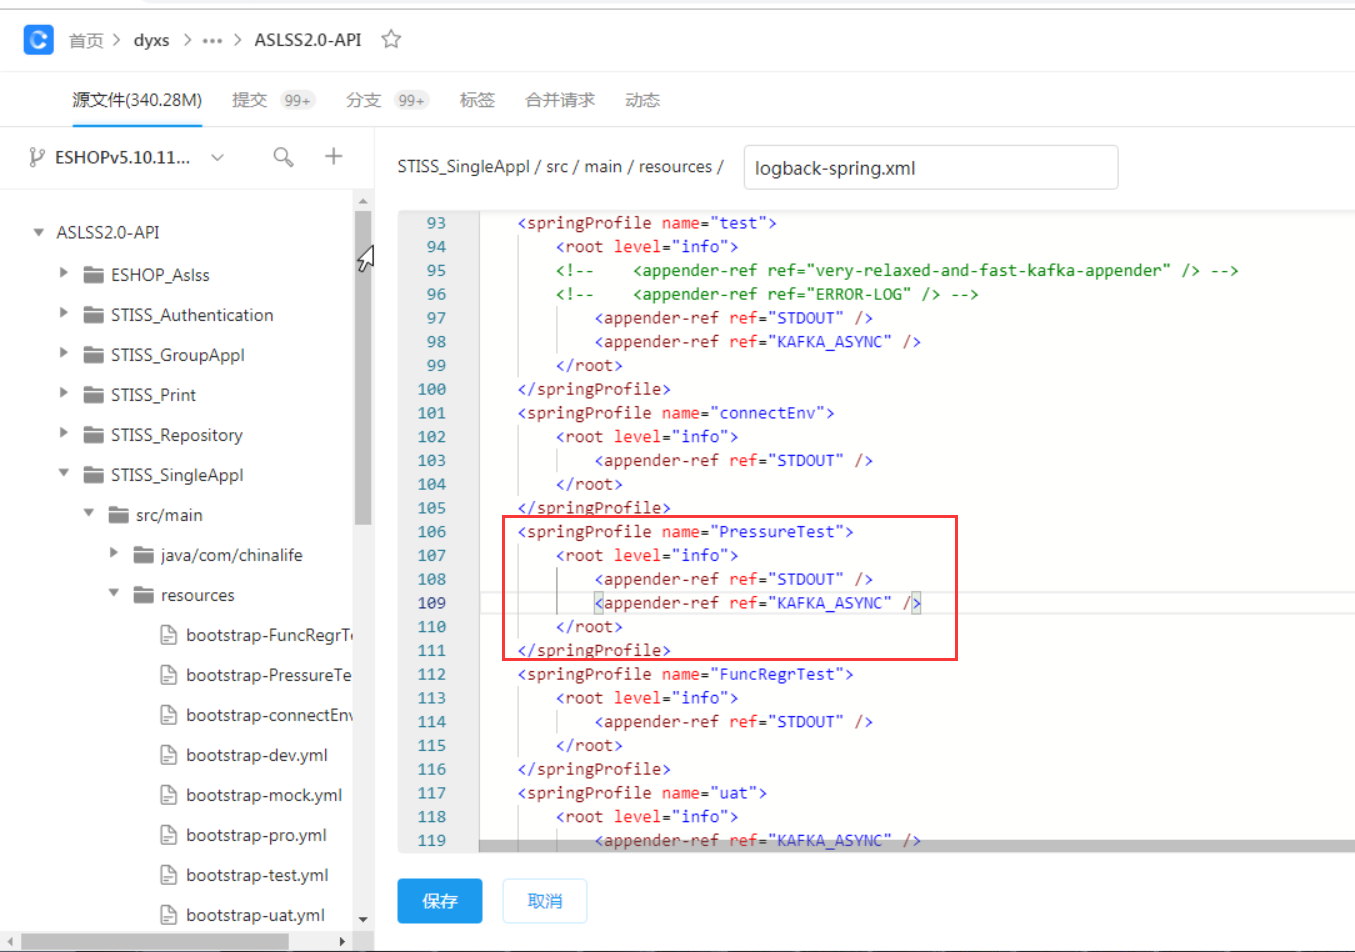 首页 > dyxs > ••• > ASLSS2.0-API
源文件(340.28M) 提交 99+ 分支 99+ 标签 合并请求 动态
ESHOPv5.10.11...
ASLSS2.0-API
ESHOP_Aslss
STISS_Authentication
STISS_GroupAppl
STISS_Print
STISS_Repository
STISS_SingleAppl
src/main
java/com/chinalife
resources
bootstrap-FuncRegrTe
bootstrap-PressureTe
bootstrap-connectEnv
bootstrap-dev.yml
bootstrap-mock.yml
bootstrap-pro.yml
bootstrap-test.yml
bootstrap-uat.yml
STISS_SingleAppl / src / main / resources / logback-spring.xml
93 <springProfile name="test">
94 <root level="info">
95 <!-- <appender-ref ref="very-relaxed-and-fast-kafka-appender" /> -->
96 <!-- <appender-ref ref="ERROR-LOG" /> -->
97 <appender-ref ref="STDOUT" />
98 <appender-ref ref="KAFKA_ASYNC" />
99 </root>
100 </springProfile>
101 <springProfile name="connectEnv">
102 <root level="info">
103 <appender-ref ref="STDOUT" />
104 </root>
105 </springProfile>
106 <springProfile name="PressureTest">
107 <root level="info">
108 <appender-ref ref="STDOUT" />
109 <appender-ref ref="KAFKA_ASYNC" />
110 </root>
111 </springProfile>
112 <springProfile name="FuncRegrTest">
113 <root level="info">
114 <appender-ref ref="STDOUT" />
115 </root>
116 </springProfile>
117 <springProfile name="uat">
118 <root level="info">
119 <appender-ref ref="KAFKA_ASYNC" />
保存 取消